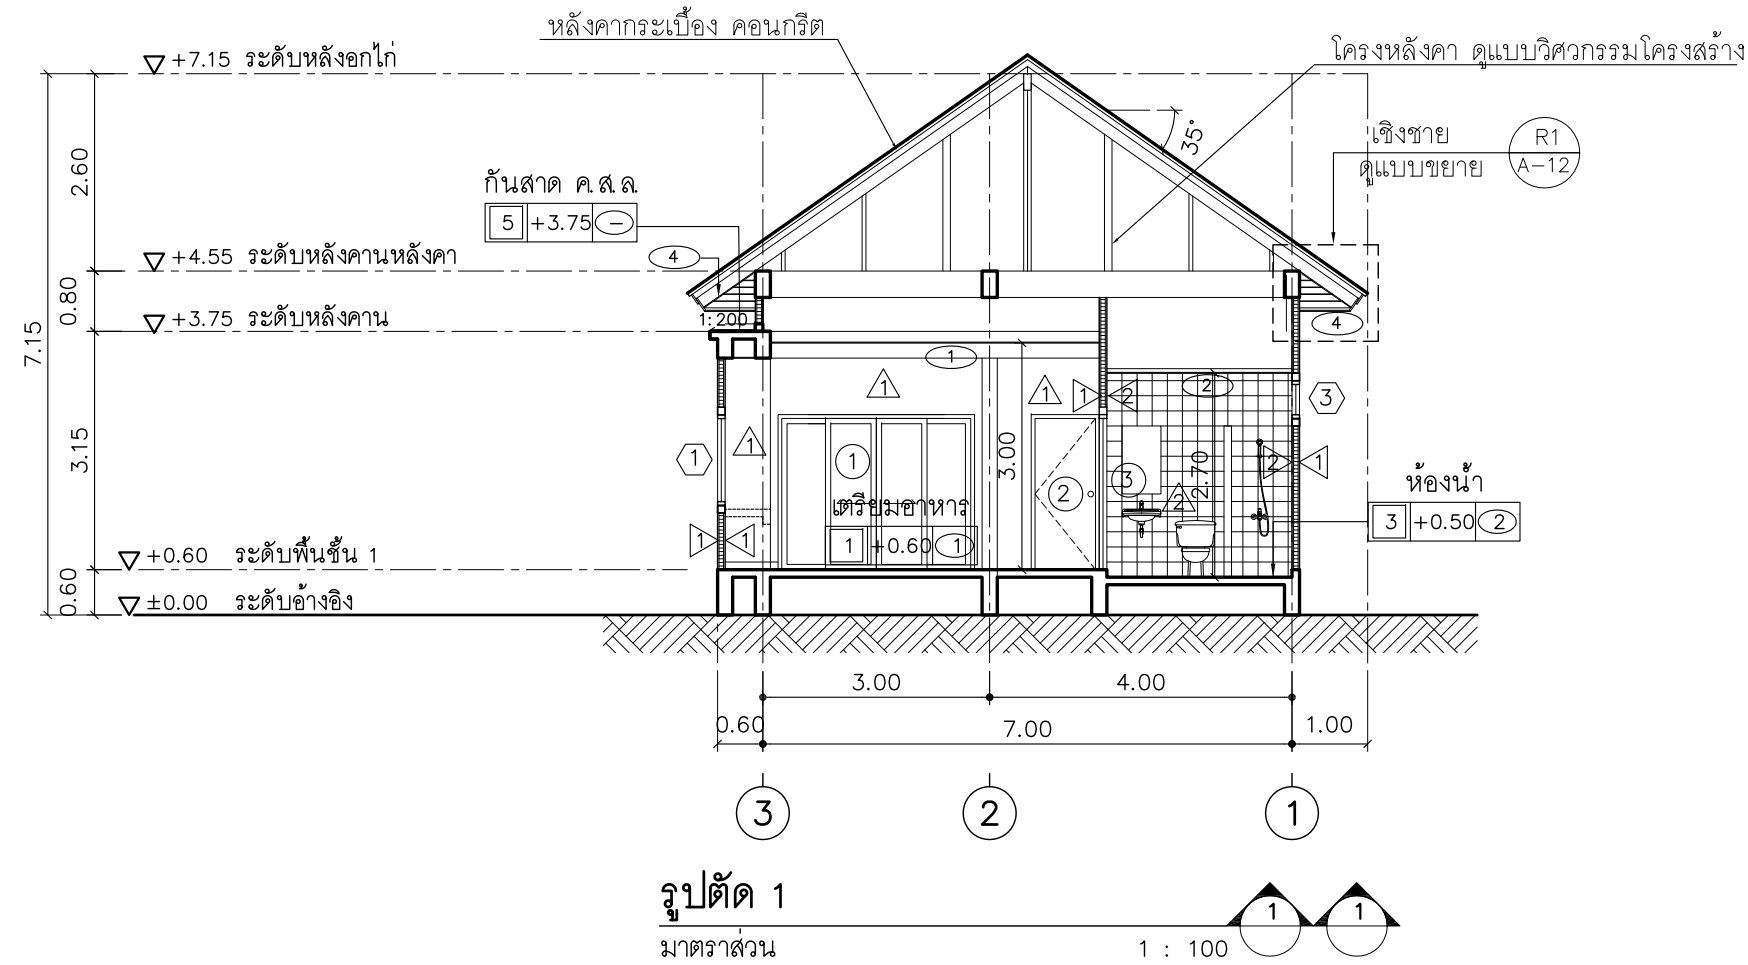 หลังคากระเบื้อง คอนกรีต
โครงหลังคา ดูแบบวิศวกรรมโครงสร้าง
+7.15 ระดับหลังอกไก่
35°
เชิงชาย
ดูแบบขยาย
R1
A-12
2.60
กันสาด ค.ส.ล.
5 +3.75 -
4
+4.55 ระดับหลังคานหลังคา
0.80
+3.75 ระดับหลังคาน
1:200
4
7.15
1
1
1
1
2
2
3
3.15
1
1
1
3.00
2
3
2.70
2
2
1
ห้องน้ำ
3 +0.50 2
เตรียมอาหาร
1 +0.60 1
1
1
+0.60 ระดับพื้นชั้น 1
0.60
±0.00 ระดับอ้างอิง
3.00
4.00
0.60
7.00
1.00
3
2
1
รูปตัด 1
1
1
มาตราส่วน
1 : 100